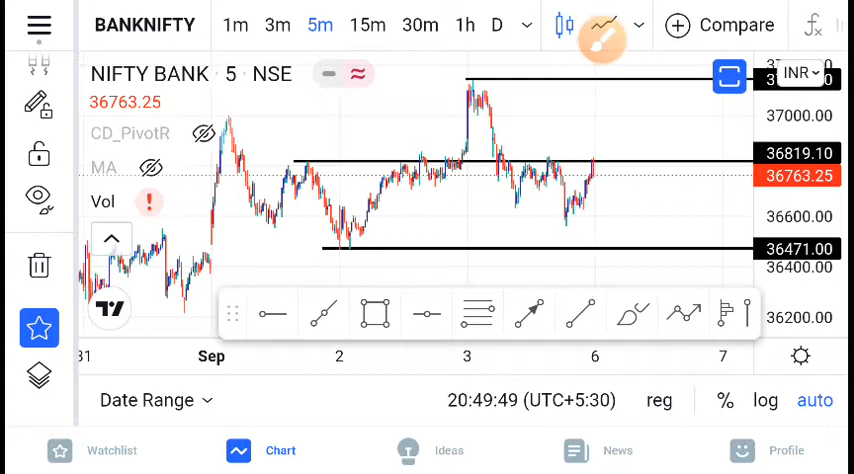 BANKNIFTY 1m 3m 5m 15m 30m 1h D Compare
NIFTY BANK · 5 · NSE
INR
36763.25
37000.00
CD_PivotR
36819.10
MA
36763.25
Vol
36600.00
36471.00
36400.00
36200.00
31 Sep 2 3 6 7
Date Range 20:49:49 (UTC+5:30) reg % log auto
Watchlist Chart Ideas News Profile